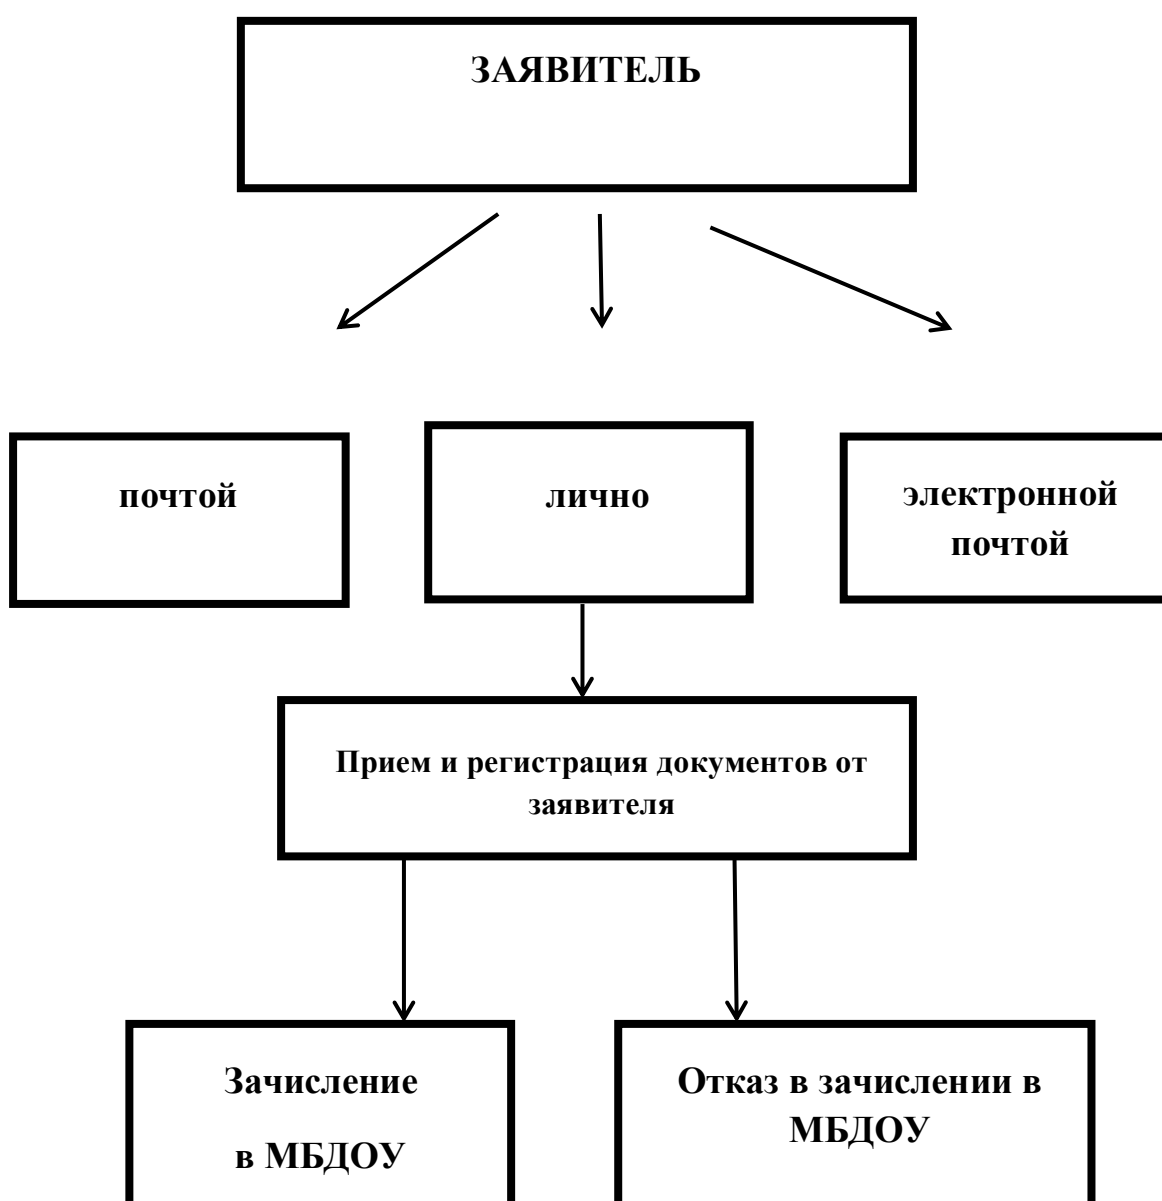 ЗАЯВИТЕЛЬ
почтой
лично
электронной
почтой
Прием и регистрация документов от
заявителя
Зачисление
в МБДОУ
Отказ в зачислении в
МБДОУ